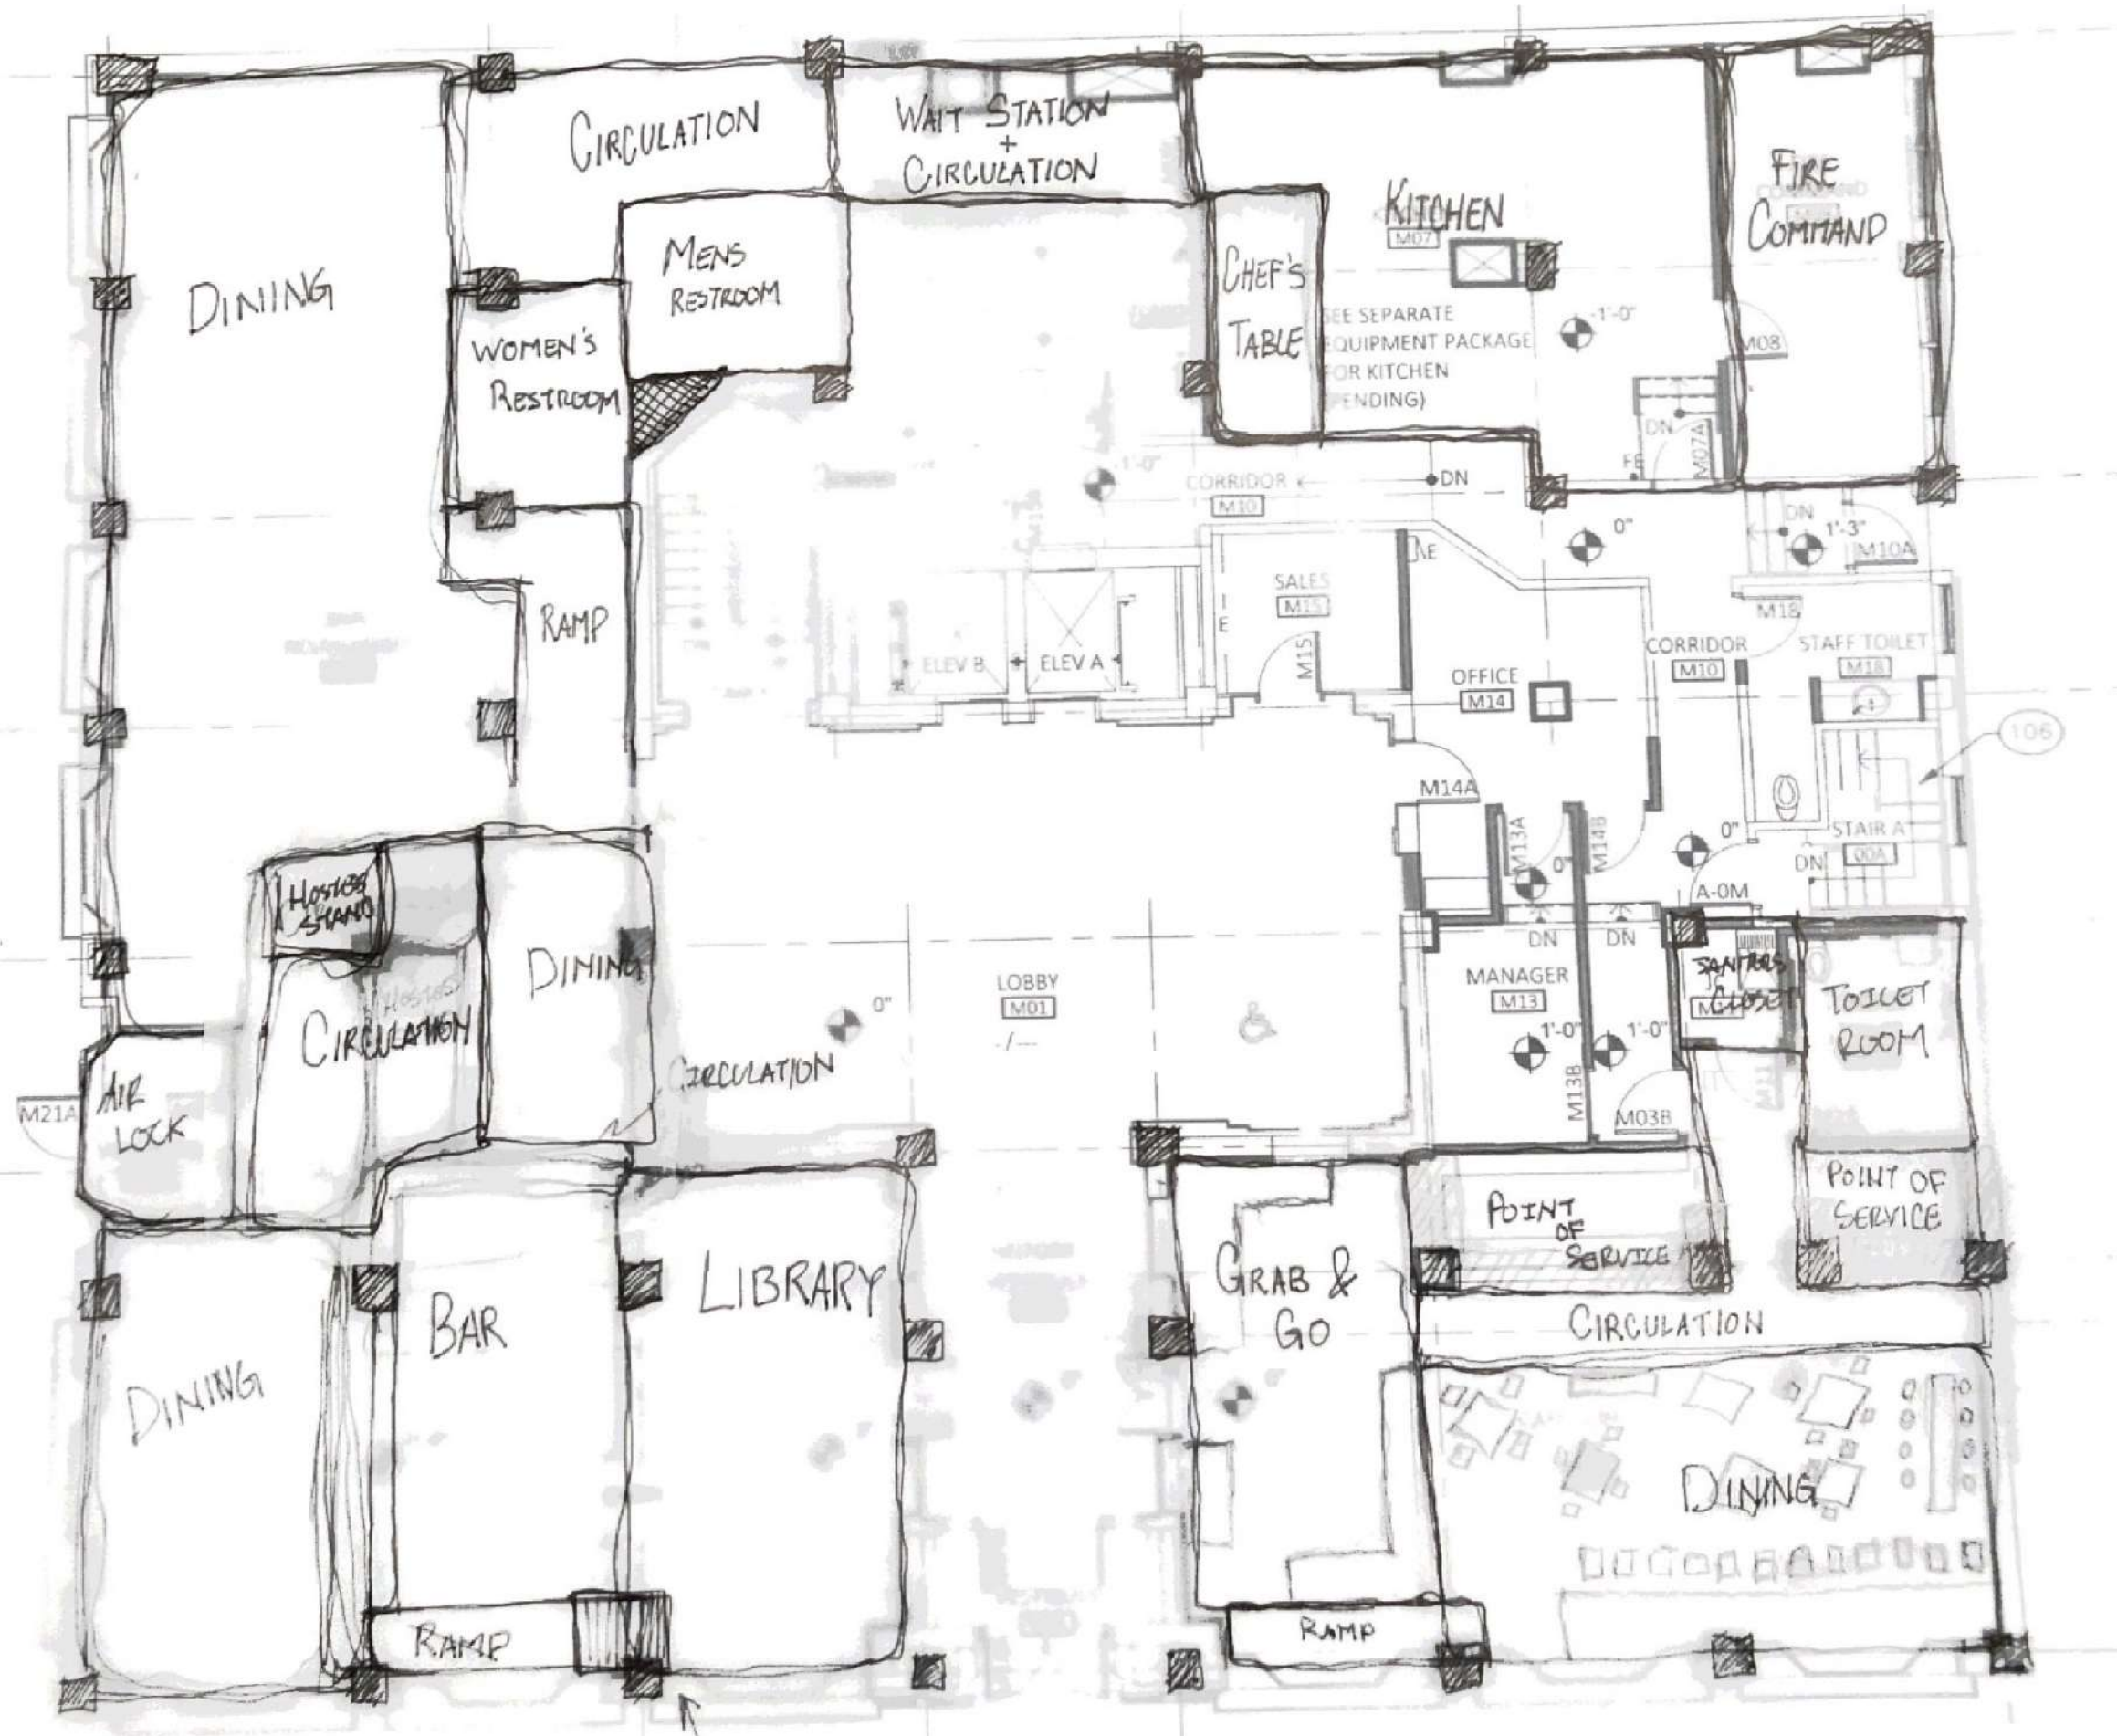 CIRCULATION
WAIT STATION
+
CIRCULATION
FIRE
COMMAND
KITCHEN
M07
MENS
RESTROOM
CHEF'S
TABLE
DINING
WOMEN'S
RESTROOM
SEE SEPARATE
EQUIPMENT PACKAGE
FOR KITCHEN
PENDING)
-1'-0"
M08
DN
M07A
FE
-1'-0"
CORRIDOR
M10
DN
0"
DN
1'-3"
M10A
RAMP
SALES
M15
M15
ELEV B
ELEV A
M18
CORRIDOR
M10
STAFF TOILET
M18
OFFICE
M14
106
M14A
M13A
M14B
0"
0"
STAIR A
00A
DN
A-0M
HOSTESS
STAND
DINING
HOSTESS
CIRCULATION
LOBBY
M01
0"
CIRCULATION
DN
DN
MANAGER
M13
1'-0"
1'-0"
M13B
M03B
JANITORS
CLOSET
TOILET
ROOM
AIR
LOCK
M21A
POINT OF
SERVICE
POINT
OF
SERVICE
BAR
LIBRARY
GRAB &
GO
CIRCULATION
DINING
DINING
RAMP
RAMP